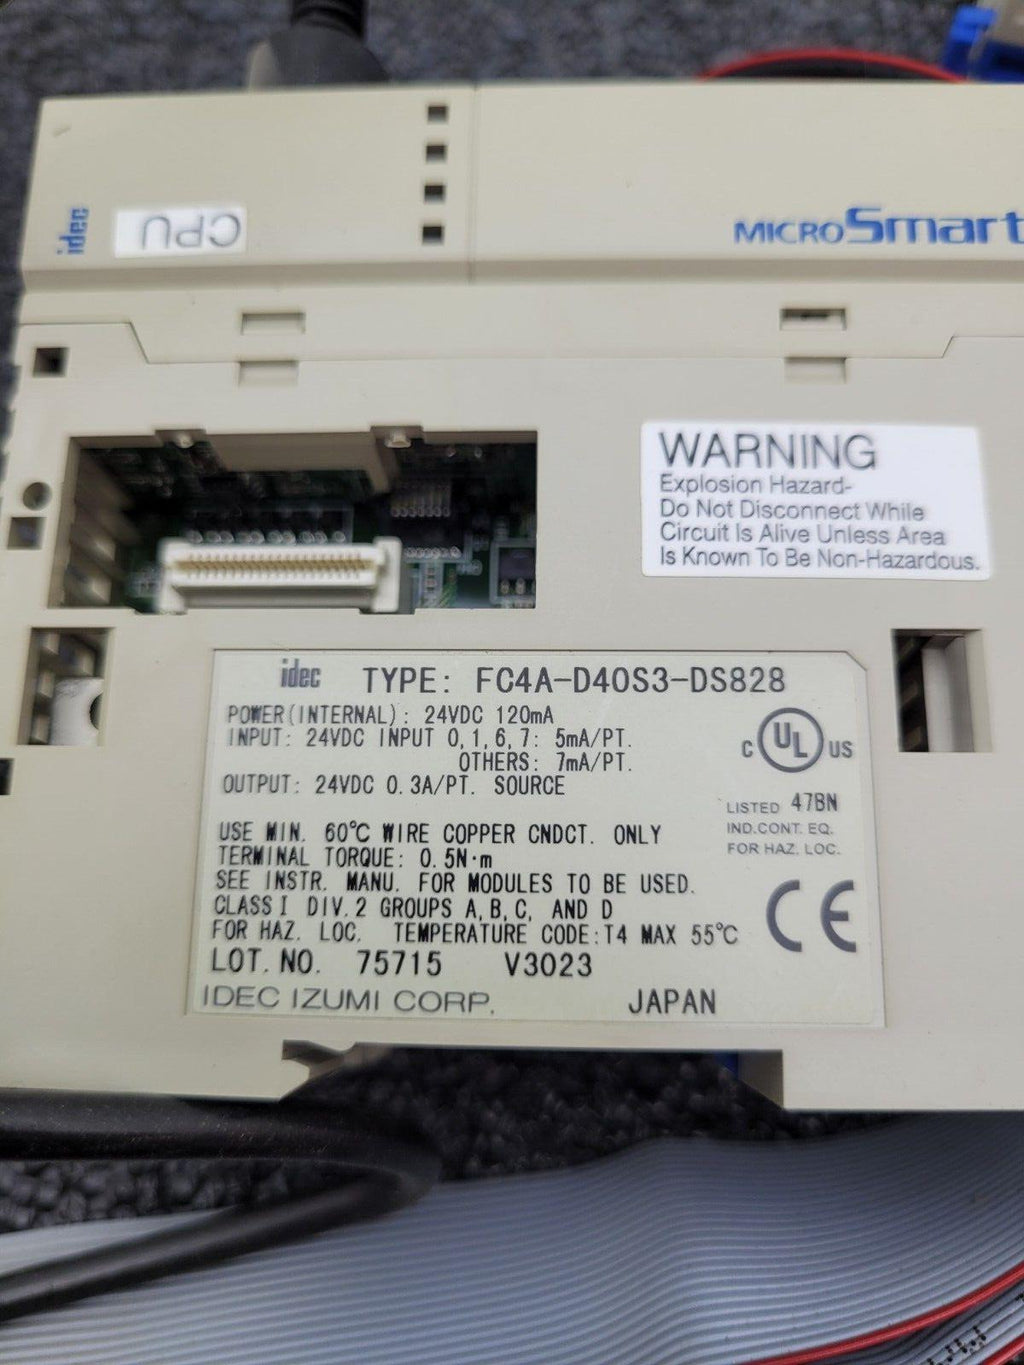 idec
CPU
MICROSmart
WARNING
Explosion Hazard-
Do Not Disconnect While
Circuit Is Alive Unless Area
Is Known To Be Non-Hazardous.
idec TYPE: FC4A-D40S3-DS828
POWER(INTERNAL): 24VDC 120mA
INPUT: 24VDC INPUT 0,1,6,7: 5mA/PT.
OTHERS: 7mA/PT.
OUTPUT: 24VDC 0.3A/PT. SOURCE
C UL US
LISTED 47BN
IND.CONT. EQ.
FOR HAZ. LOC.
USE MIN. 60℃ WIRE COPPER CNDCT. ONLY
TERMINAL TORQUE: 0.5N·m
SEE INSTR. MANU. FOR MODULES TO BE USED.
CLASS I DIV.2 GROUPS A,B,C, AND D
FOR HAZ. LOC. TEMPERATURE CODE:T4 MAX 55℃
CE
LOT.NO. 75715 V3023
IDEC IZUMI CORP. JAPAN